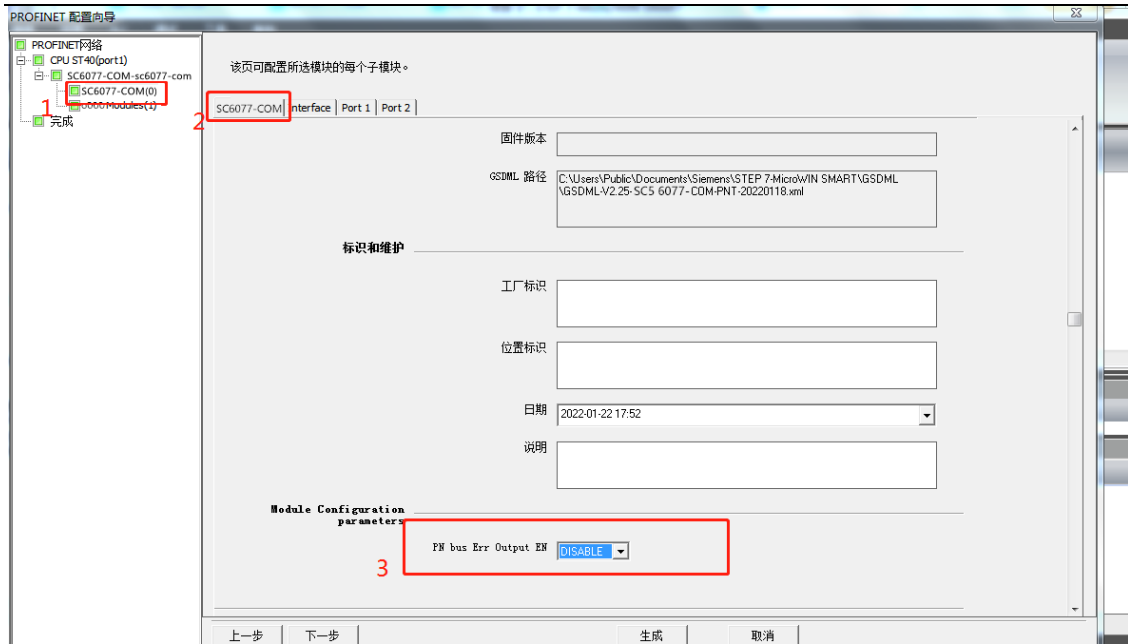 PROFINET 配置向导
PROFINET网络
CPU ST40(port1)
SC6077-COM-sc6077-com
SC6077-COM(0)
Modules(1)
完成
1
该页可配置所选模块的每个子模块。
SC6077-COM Interface Port 1 Port 2
2
固件版本
GSDML 路径
C:\Users\Public\Documents\Siemens\STEP 7-MicroWIN SMART\GSDML
\GSDML-V2.25-SC5 6077-COM-PNT-20220118.xml
标识和维护
工厂标识
位置标识
日期 2022-01-22 17:52
说明
Module Configuration
parameters
PN bus Err Output EN DISABLE
3
上一步 下一步 生成 取消